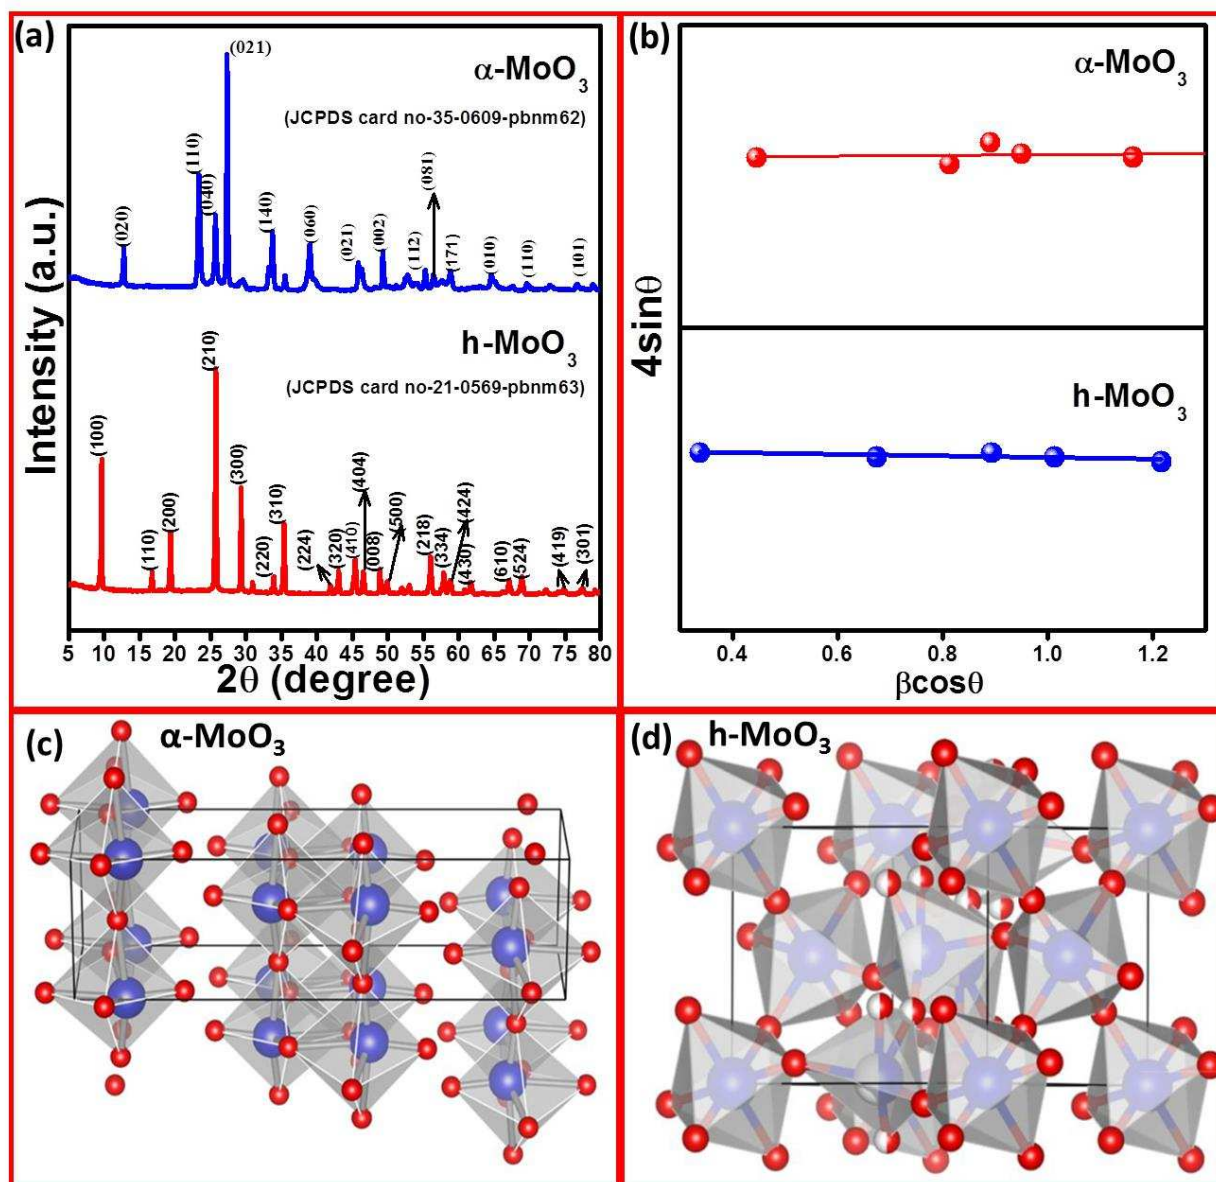 (a)
Intensity (a.u.)
α-MoO3
(JCPDS card no-35-0609-pbnm62)
(020)
(110)
(040)
(021)
(140)
(060)
(021)
(002)
(112)
(081)
(171)
(010)
(110)
(101)
h-MoO3
(JCPDS card no-21-0569-pbnm63)
(100)
(110)
(200)
(210)
(300)
(220)
(310)
(224)
(320)
(410)
(404)
(008)
(500)
(218)
(334)
(424)
(430)
(610)
(524)
(419)
(301)
5 10 15 20 25 30 35 40 45 50 55 60 65 70 75 80
2θ (degree)
(b)
α-MoO3
4sinθ
h-MoO3
0.4 0.6 0.8 1.0 1.2
βcosθ
(c) α-MoO3
(d) h-MoO3